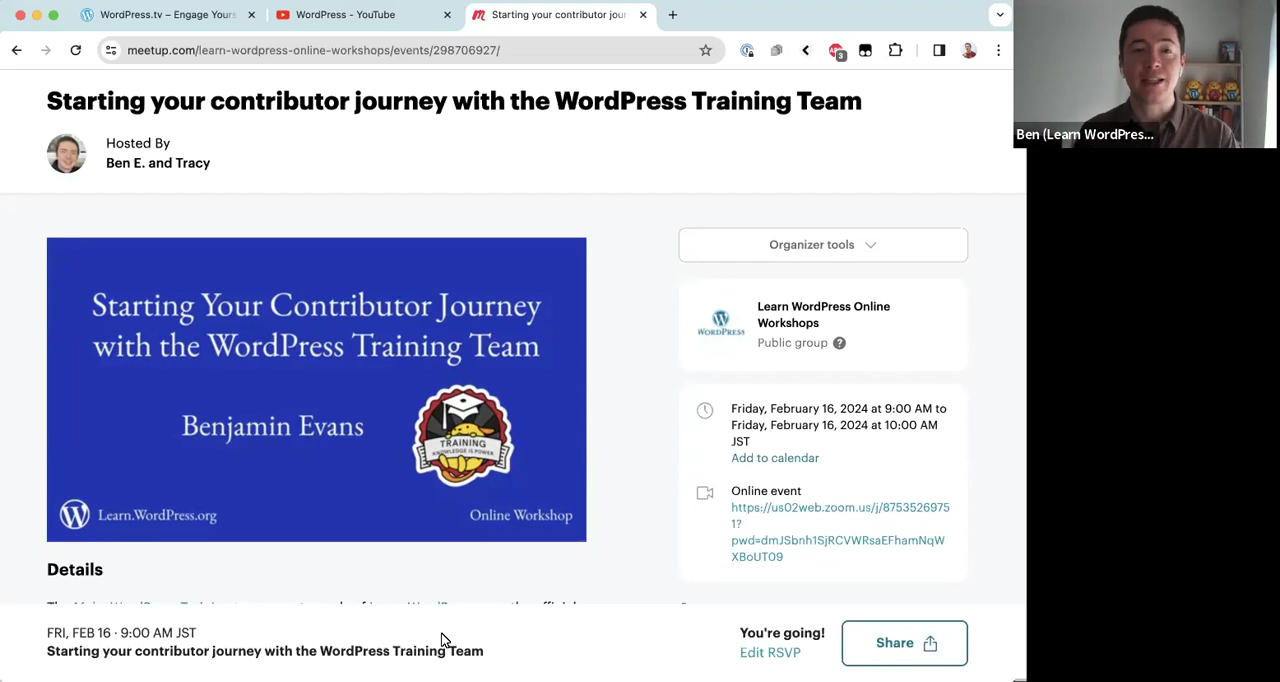 WordPress.tv – Engage Yours
WordPress - YouTube
Starting your contributor jour
meetup.com/learn-wordpress-online-workshops/events/298706927/
3
Starting your contributor journey with the WordPress Training Team
Hosted By
Ben E. and Tracy
Ben (Learn WordPres...
Starting Your Contributor Journey
with the WordPress Training Team
Benjamin Evans
TRAINING
KNOWLEDGE IS POWER
Learn.WordPress.org
Online Workshop
Details
Organizer tools
WORDPRESS
Learn WordPress Online
Workshops
Public group ?
Friday, February 16, 2024 at 9:00 AM to
Friday, February 16, 2024 at 10:00 AM
JST
Add to calendar
Online event
https://us02web.zoom.us/j/8753526975
1?
pwd=dmJSbnh1SjRCVWRsaEFhamNqW
XBoUT09
FRI, FEB 16 · 9:00 AM JST
Starting your contributor journey with the WordPress Training Team
You're going!
Edit RSVP
Share